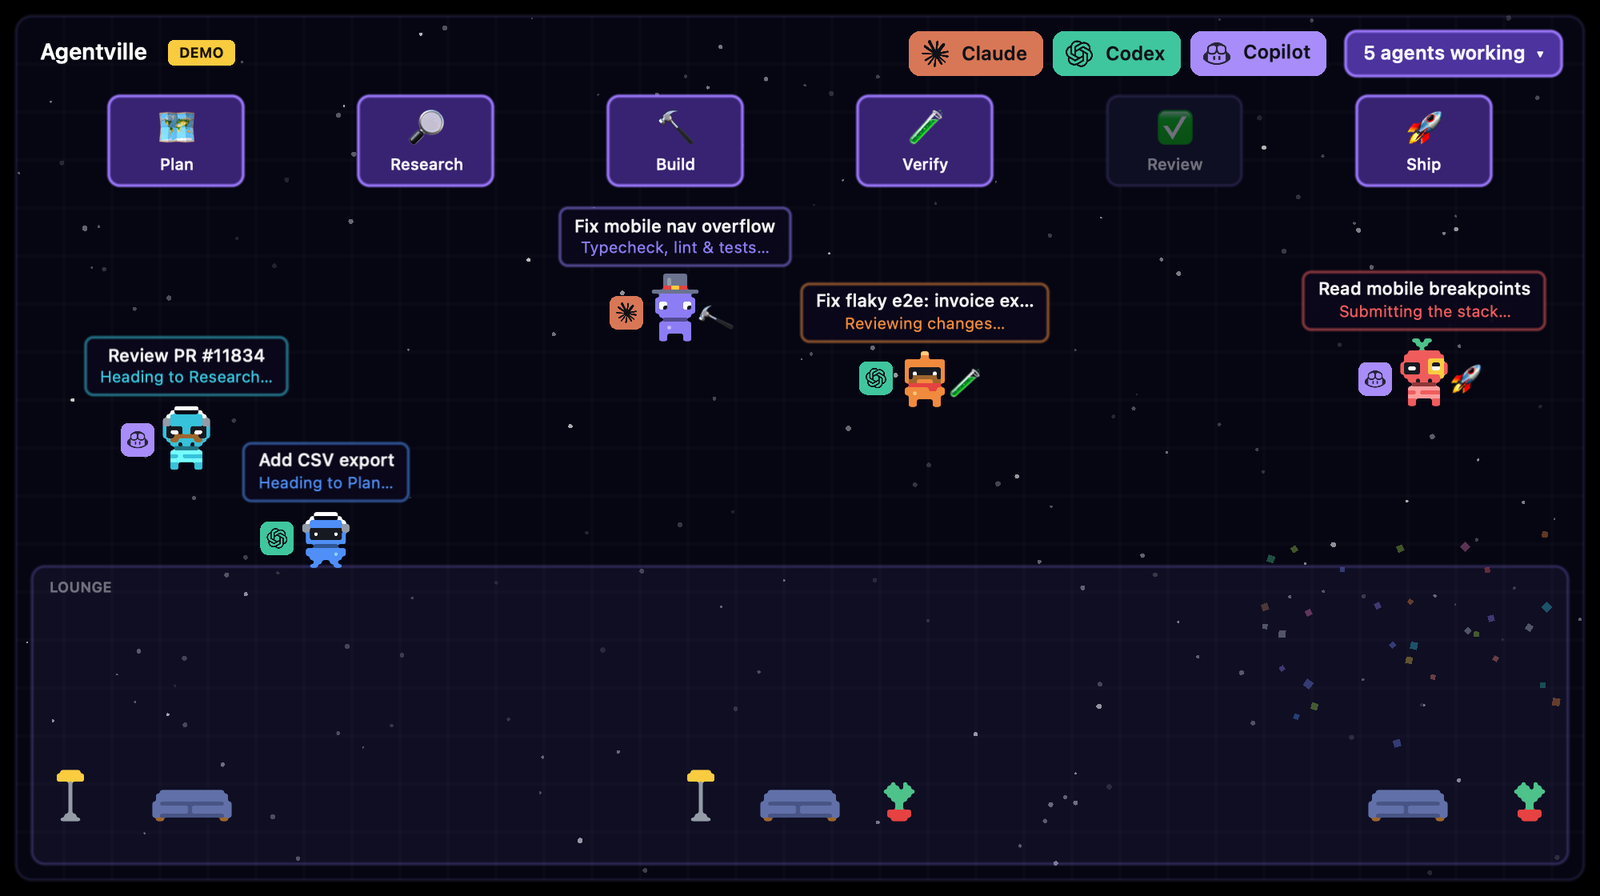 Agentville
DEMO
Claude
Codex
Copilot
5 agents working
Plan
Research
Build
Verify
Review
Ship
Fix mobile nav overflow
Typecheck, lint & tests...
Fix flaky e2e: invoice ex...
Reviewing changes...
Read mobile breakpoints
Submitting the stack...
Review PR #11834
Heading to Research...
Add CSV export
Heading to Plan...
LOUNGE